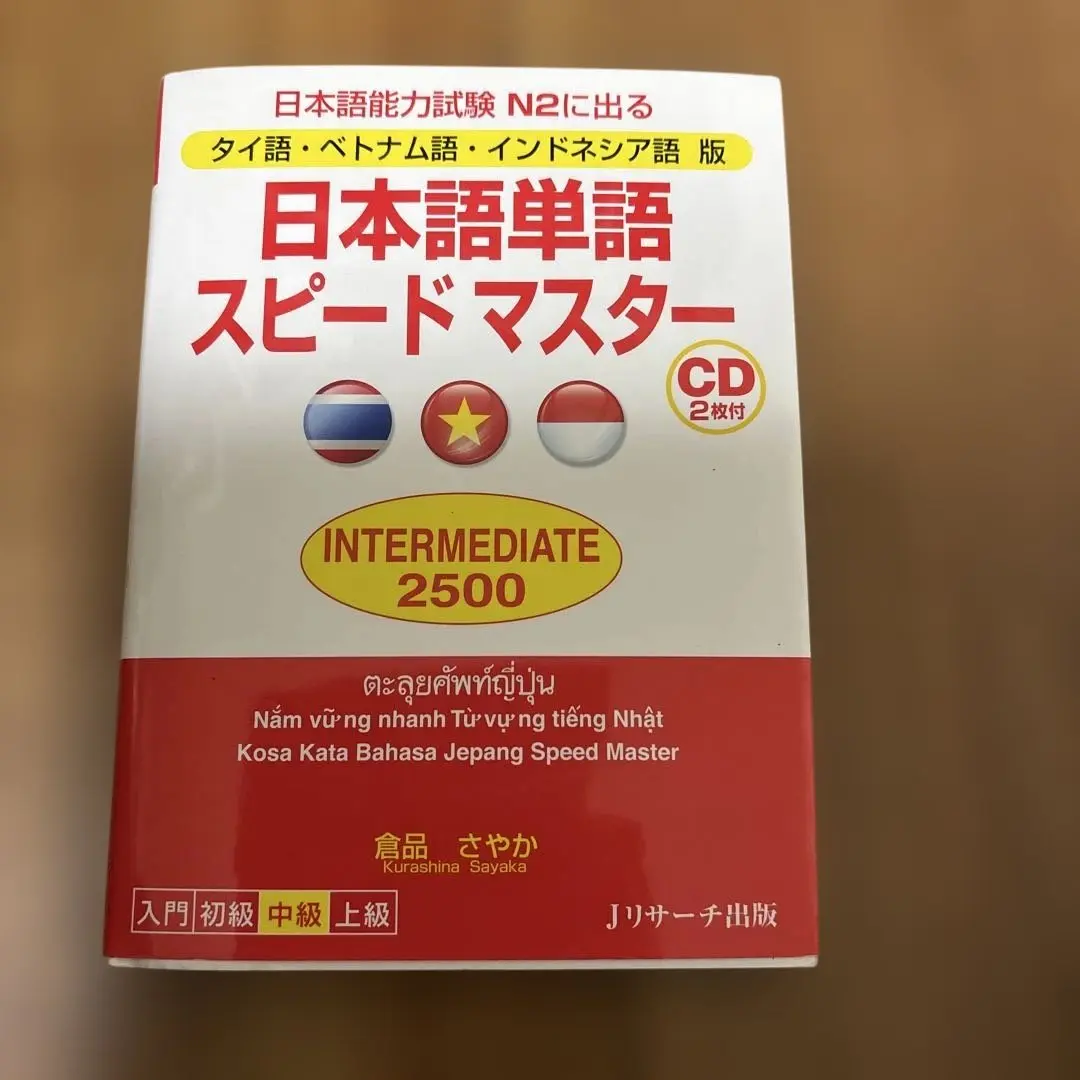 日本語能力試験 N2に出る
タイ語・ベトナム語・インドネシア語 版
日本語単語
スピード マスター
CD
2枚付
INTERMEDIATE
2500
ตะลุยศัพท์ญี่ปุ่น
Nắm vững nhanh Từ vựng tiếng Nhật
Kosa Kata Bahasa Jepang Speed Master
倉品 さやか
Kurashina Sayaka
入門 初級 中級 上級
Jリサーチ出版